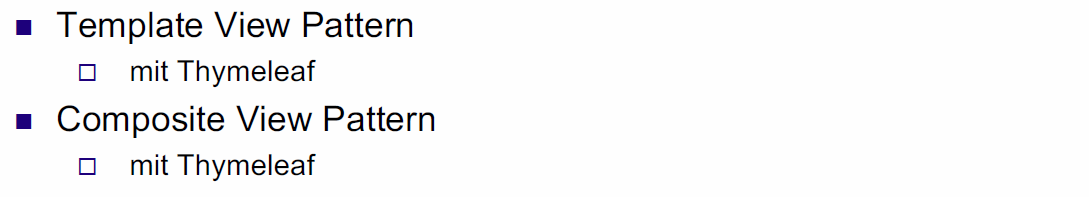 Template View Pattern
mit Thymeleaf
Composite View Pattern
mit Thymeleaf